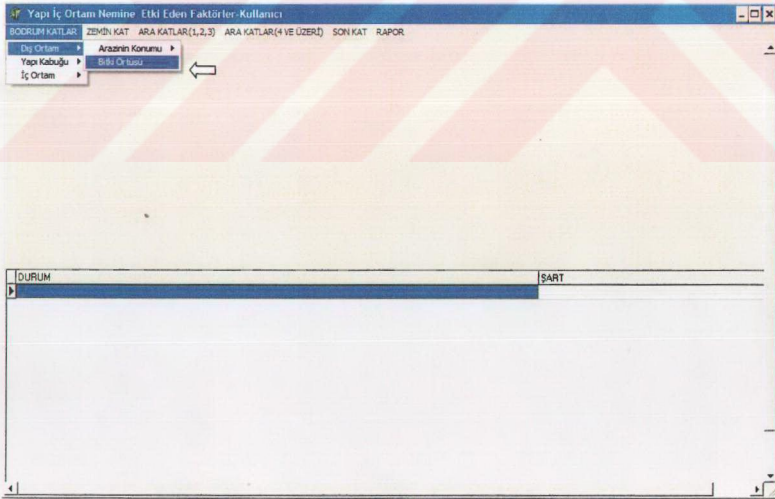 Yapı İç Ortam Nemine Etki Eden Faktörler-Kullanıcı
BODRUM KATLAR ZEMİN KAT ARA KATLAR(1,2,3) ARA KATLAR(4 VE ÜZERİ) SON KAT RAPOR
Dış Ortam Arazinin Konumu
Yapı Kabuğu Bitki Örtüsü
İç Ortam
DURUM ŞART